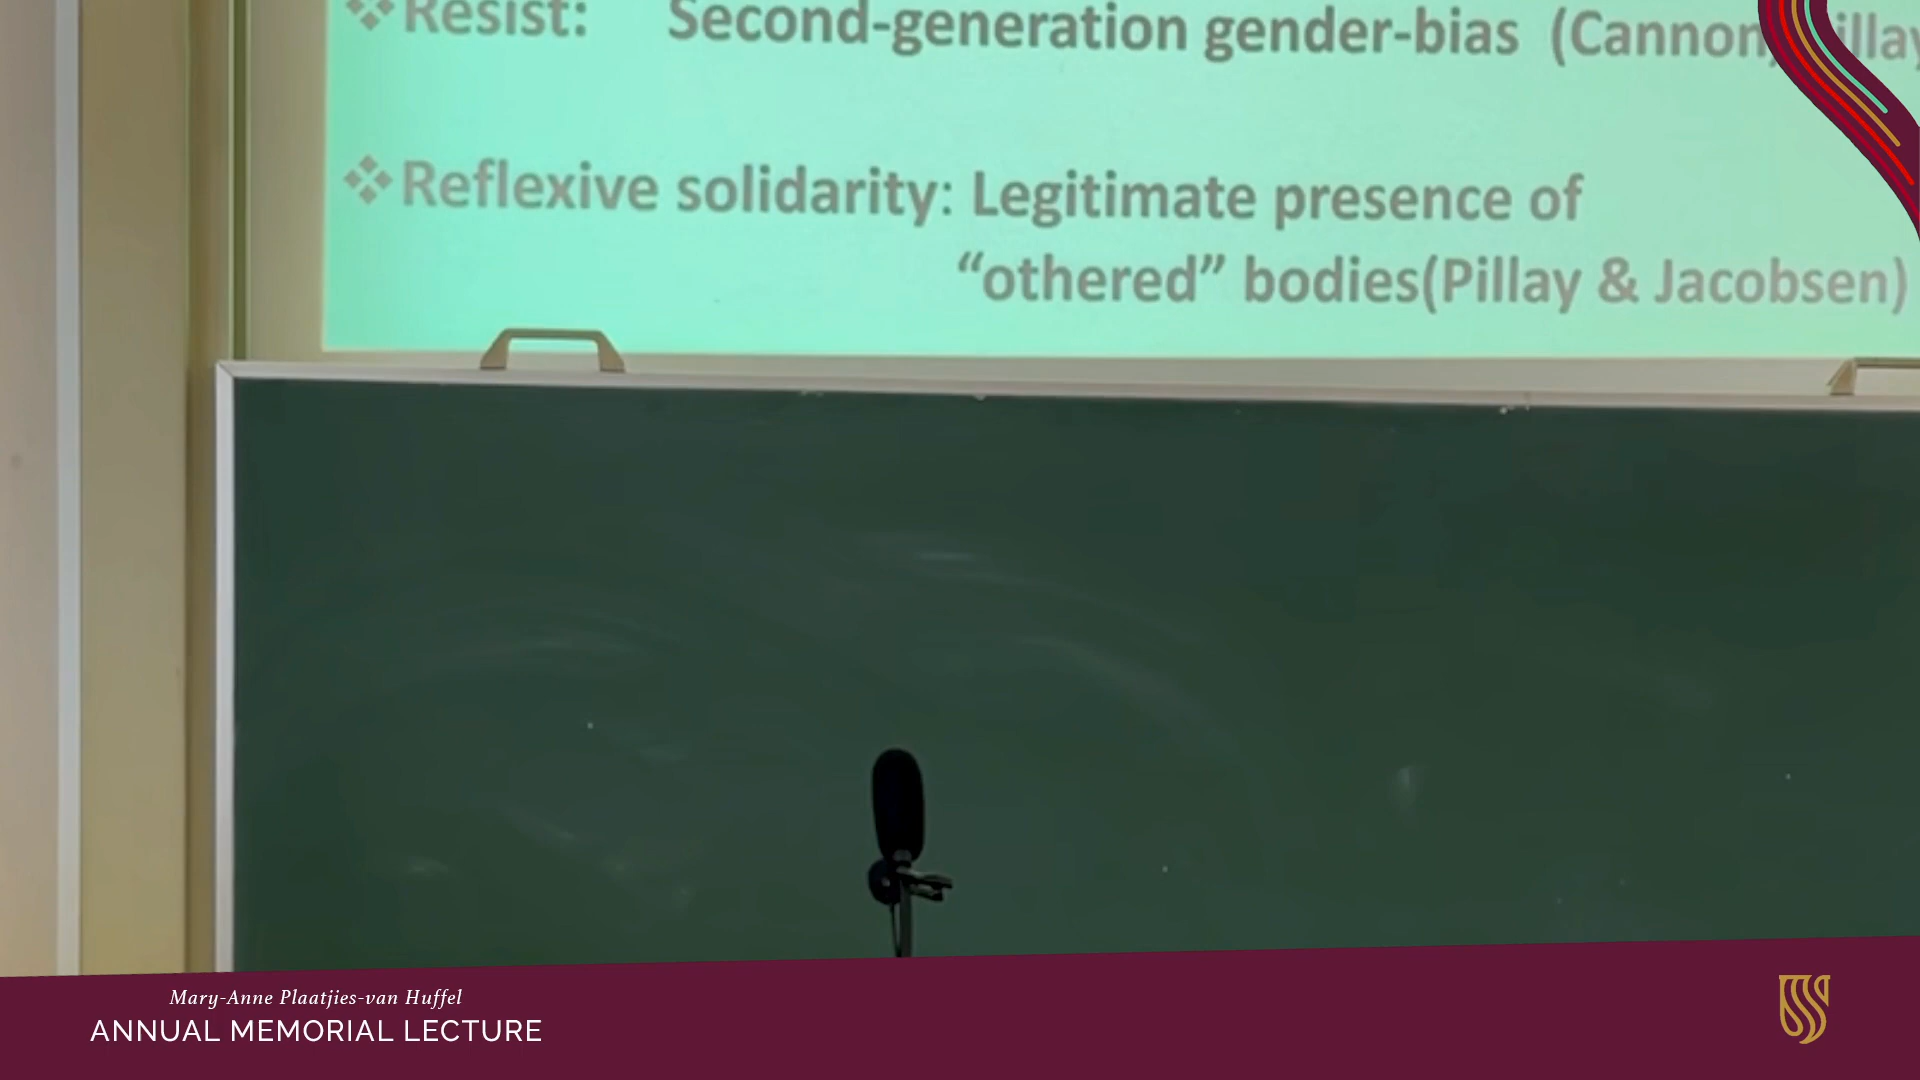 ❖Resist: Second-generation gender-bias (Cannon,
❖Reflexive solidarity: Legitimate presence of
“othered” bodies(Pillay & Jacobsen)
Mary-Anne Plaatjies-van Huffel
ANNUAL MEMORIAL LECTURE